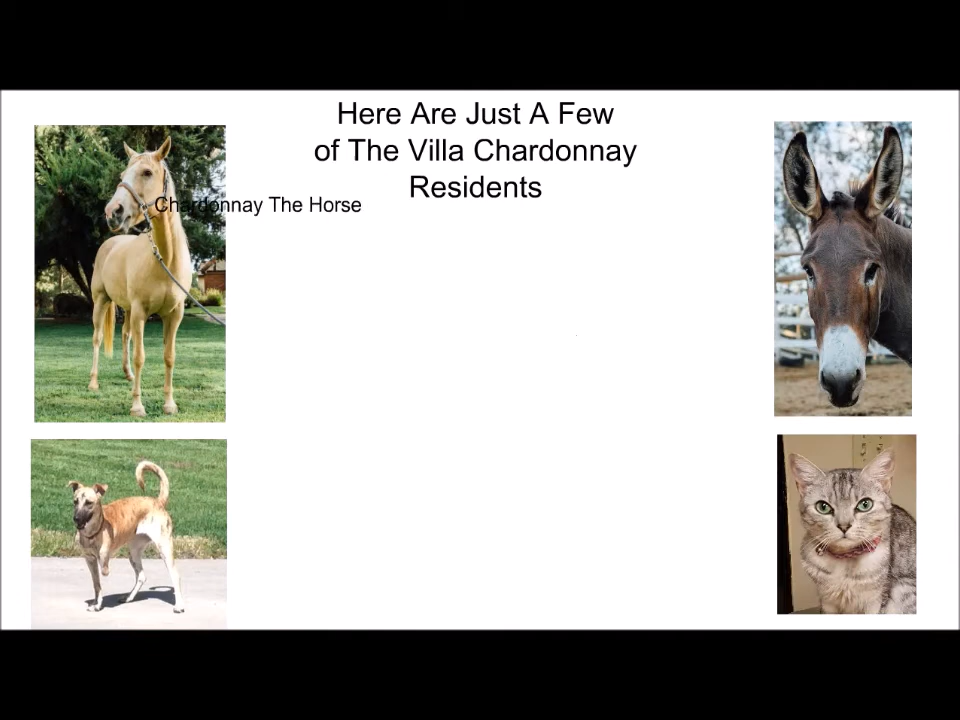 Here Are Just A Few
of The Villa Chardonnay
Residents
Chardonnay The Horse